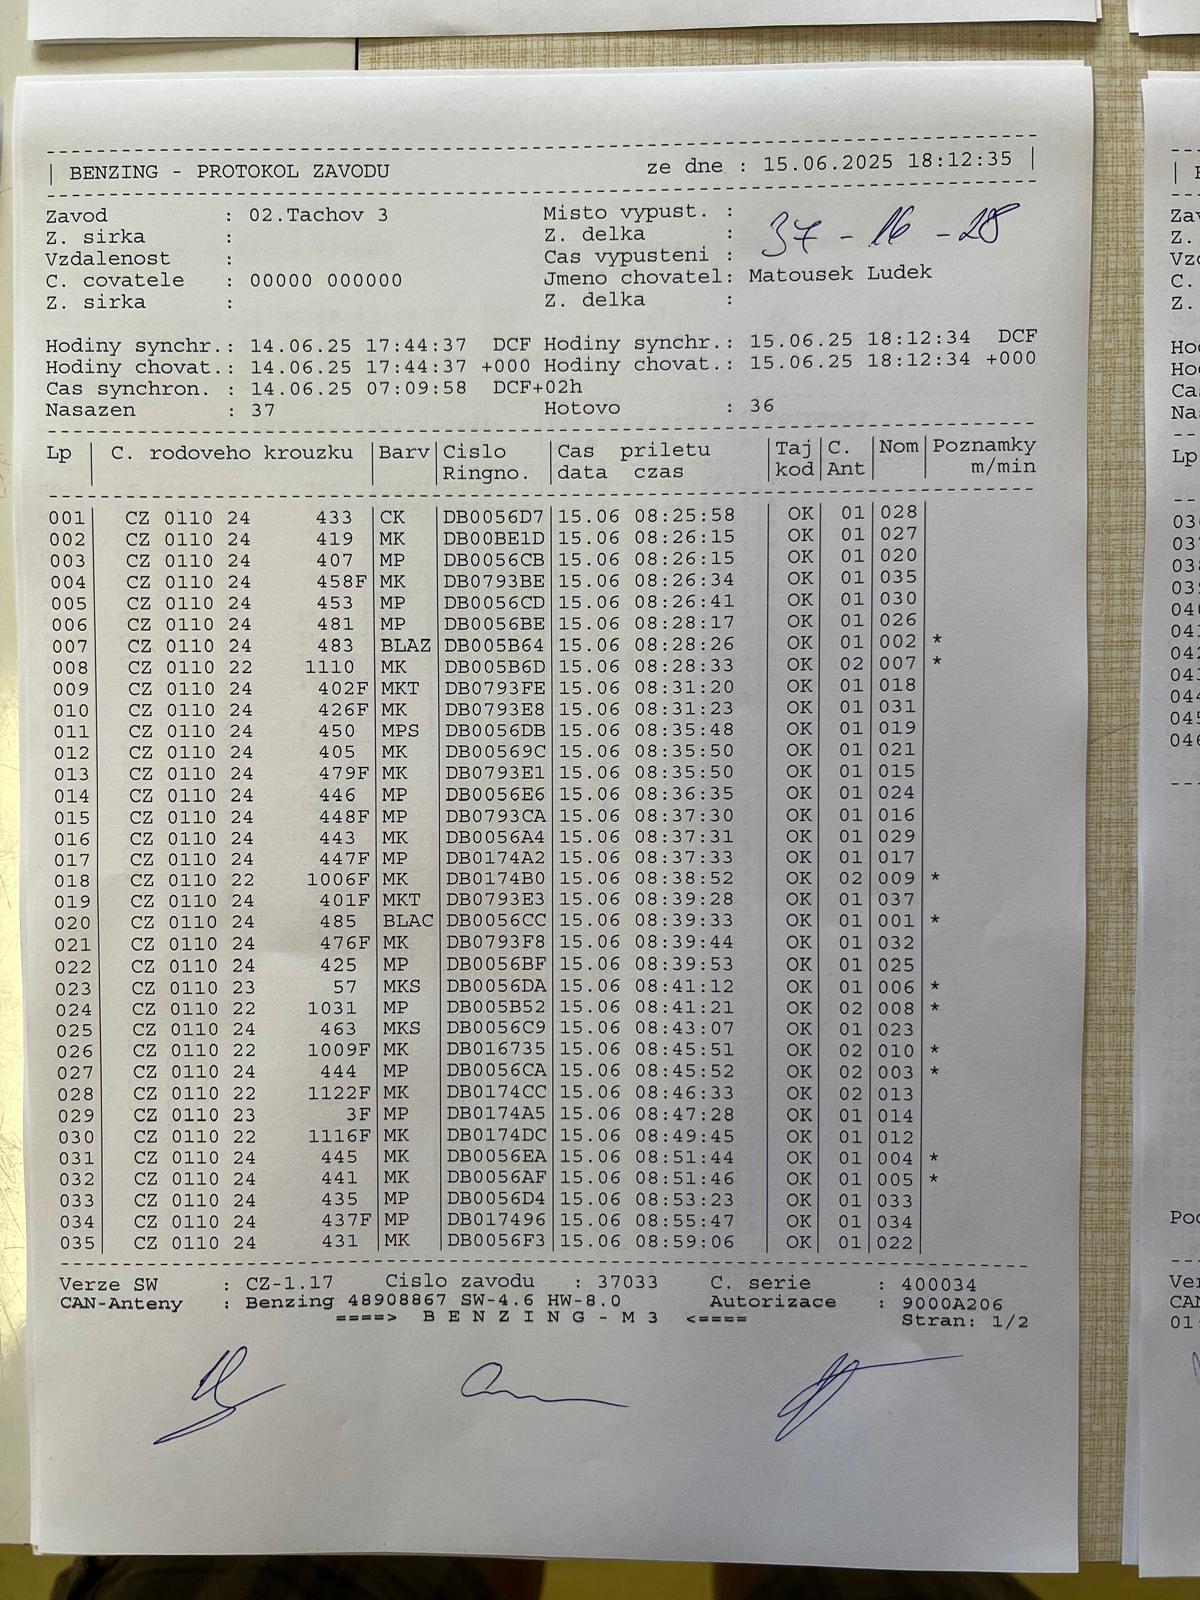 | BENZING - PROTOKOL ZAVODU ze dne : 15.06.2025 18:12:35 |
Zavod : 02.Tachov 3 Misto vypust. :
Z. sirka : Z. delka : 37 - 16 - 28
Vzdalenost : Cas vypusteni :
C. covatele : 00000 000000 Jmeno chovatel: Matousek Ludek
Z. sirka : Z. delka :
Hodiny synchr.: 14.06.25 17:44:37 DCF Hodiny synchr.: 15.06.25 18:12:34 DCF
Hodiny chovat.: 14.06.25 17:44:37 +000 Hodiny chovat.: 15.06.25 18:12:34 +000
Cas synchron. : 14.06.25 07:09:58 DCF+02h
Nasazen : 37 Hotovo : 36
Lp | C. rodoveho krouzku | Barv | Cislo | Cas priletu | Taj | C. | Nom | Poznamky
Ringno. | data czas | kod | Ant | m/min
001 CZ 0110 24 433 CK DB0056D7 15.06 08:25:58 OK 01 028
002 CZ 0110 24 419 MK DB00BE1D 15.06 08:26:15 OK 01 027
003 CZ 0110 24 407 MP DB0056CB 15.06 08:26:15 OK 01 020
004 CZ 0110 24 458F MK DB0793BE 15.06 08:26:34 OK 01 035
005 CZ 0110 24 453 MP DB0056CD 15.06 08:26:41 OK 01 030
006 CZ 0110 24 481 MP DB0056BE 15.06 08:28:17 OK 01 026
007 CZ 0110 24 483 BLAZ DB005B64 15.06 08:28:26 OK 01 002 *
008 CZ 0110 22 1110 MK DB005B6D 15.06 08:28:33 OK 02 007 *
009 CZ 0110 24 402F MKT DB0793FE 15.06 08:31:20 OK 01 018
010 CZ 0110 24 426F MK DB0793E8 15.06 08:31:23 OK 01 031
011 CZ 0110 24 450 MPS DB0056DB 15.06 08:35:48 OK 01 019
012 CZ 0110 24 405 MK DB00569C 15.06 08:35:50 OK 01 021
013 CZ 0110 24 479F MK DB0793E1 15.06 08:35:50 OK 01 015
014 CZ 0110 24 446 MP DB0056E6 15.06 08:36:35 OK 01 024
015 CZ 0110 24 448F MP DB0793CA 15.06 08:37:30 OK 01 016
016 CZ 0110 24 443 MK DB0056A4 15.06 08:37:31 OK 01 029
017 CZ 0110 24 447F MP DB0174A2 15.06 08:37:33 OK 01 017
018 CZ 0110 22 1006F MK DB0174B0 15.06 08:38:52 OK 02 009 *
019 CZ 0110 24 401F MKT DB0793E3 15.06 08:39:28 OK 01 037
020 CZ 0110 24 485 BLAC DB0056CC 15.06 08:39:33 OK 01 001 *
021 CZ 0110 24 476F MK DB0793F8 15.06 08:39:44 OK 01 032
022 CZ 0110 24 425 MP DB0056BF 15.06 08:39:53 OK 01 025
023 CZ 0110 23 57 MKS DB0056DA 15.06 08:41:12 OK 01 006 *
024 CZ 0110 22 1031 MP DB005B52 15.06 08:41:21 OK 02 008 *
025 CZ 0110 24 463 MKS DB0056C9 15.06 08:43:07 OK 01 023
026 CZ 0110 22 1009F MK DB016735 15.06 08:45:51 OK 02 010 *
027 CZ 0110 24 444 MP DB0056CA 15.06 08:45:52 OK 02 003 *
028 CZ 0110 22 1122F MK DB0174CC 15.06 08:46:33 OK 02 013
029 CZ 0110 23 3F MP DB0174A5 15.06 08:47:28 OK 01 014
030 CZ 0110 22 1116F MK DB0174DC 15.06 08:49:45 OK 01 012
031 CZ 0110 24 445 MK DB0056EA 15.06 08:51:44 OK 01 004 *
032 CZ 0110 24 441 MK DB0056AF 15.06 08:51:46 OK 01 005 *
033 CZ 0110 24 435 MP DB0056D4 15.06 08:53:23 OK 01 033
034 CZ 0110 24 437F MP DB017496 15.06 08:55:47 OK 01 034
035 CZ 0110 24 431 MK DB0056F3 15.06 08:59:06 OK 01 022
Verze SW : CZ-1.17 Cislo zavodu : 37033 C. serie : 400034
CAN-Anteny : Benzing 48908867 SW-4.6 HW-8.0 Autorizace : 9000A206
====> B E N Z I N G - M 3 <==== Stran: 1/2